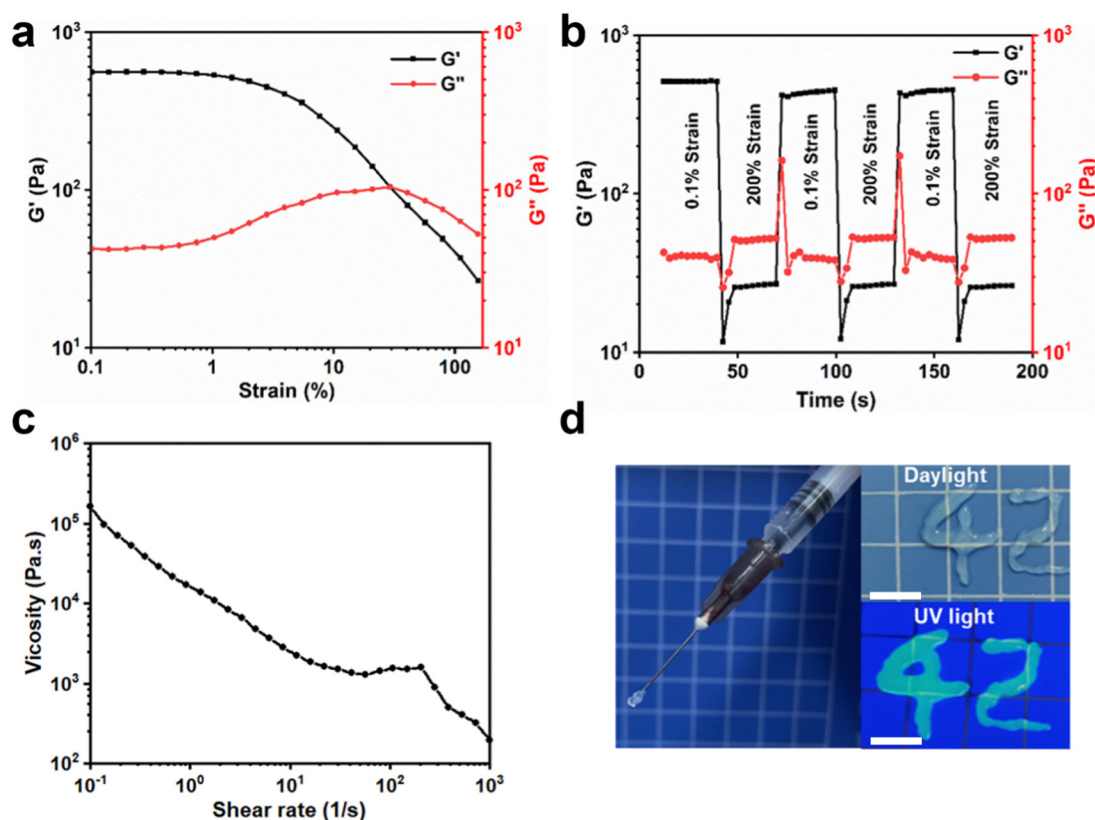 a
10³
10²
10¹
G' (Pa)
G'
G''
10³
10²
10¹
G'' (Pa)
0.1
1
10
100
Strain (%)
b
10³
10²
10¹
G' (Pa)
G'
G''
0.1% Strain
200% Strain
0.1% Strain
200% Strain
0.1% Strain
200% Strain
10³
10²
10¹
G'' (Pa)
0
50
100
150
200
Time (s)
c
10⁶
10⁵
10⁴
10³
10²
Vicosity (Pa.s)
10⁻¹
10⁰
10¹
10²
10³
Shear rate (1/s)
d
Daylight
42
UV light
42